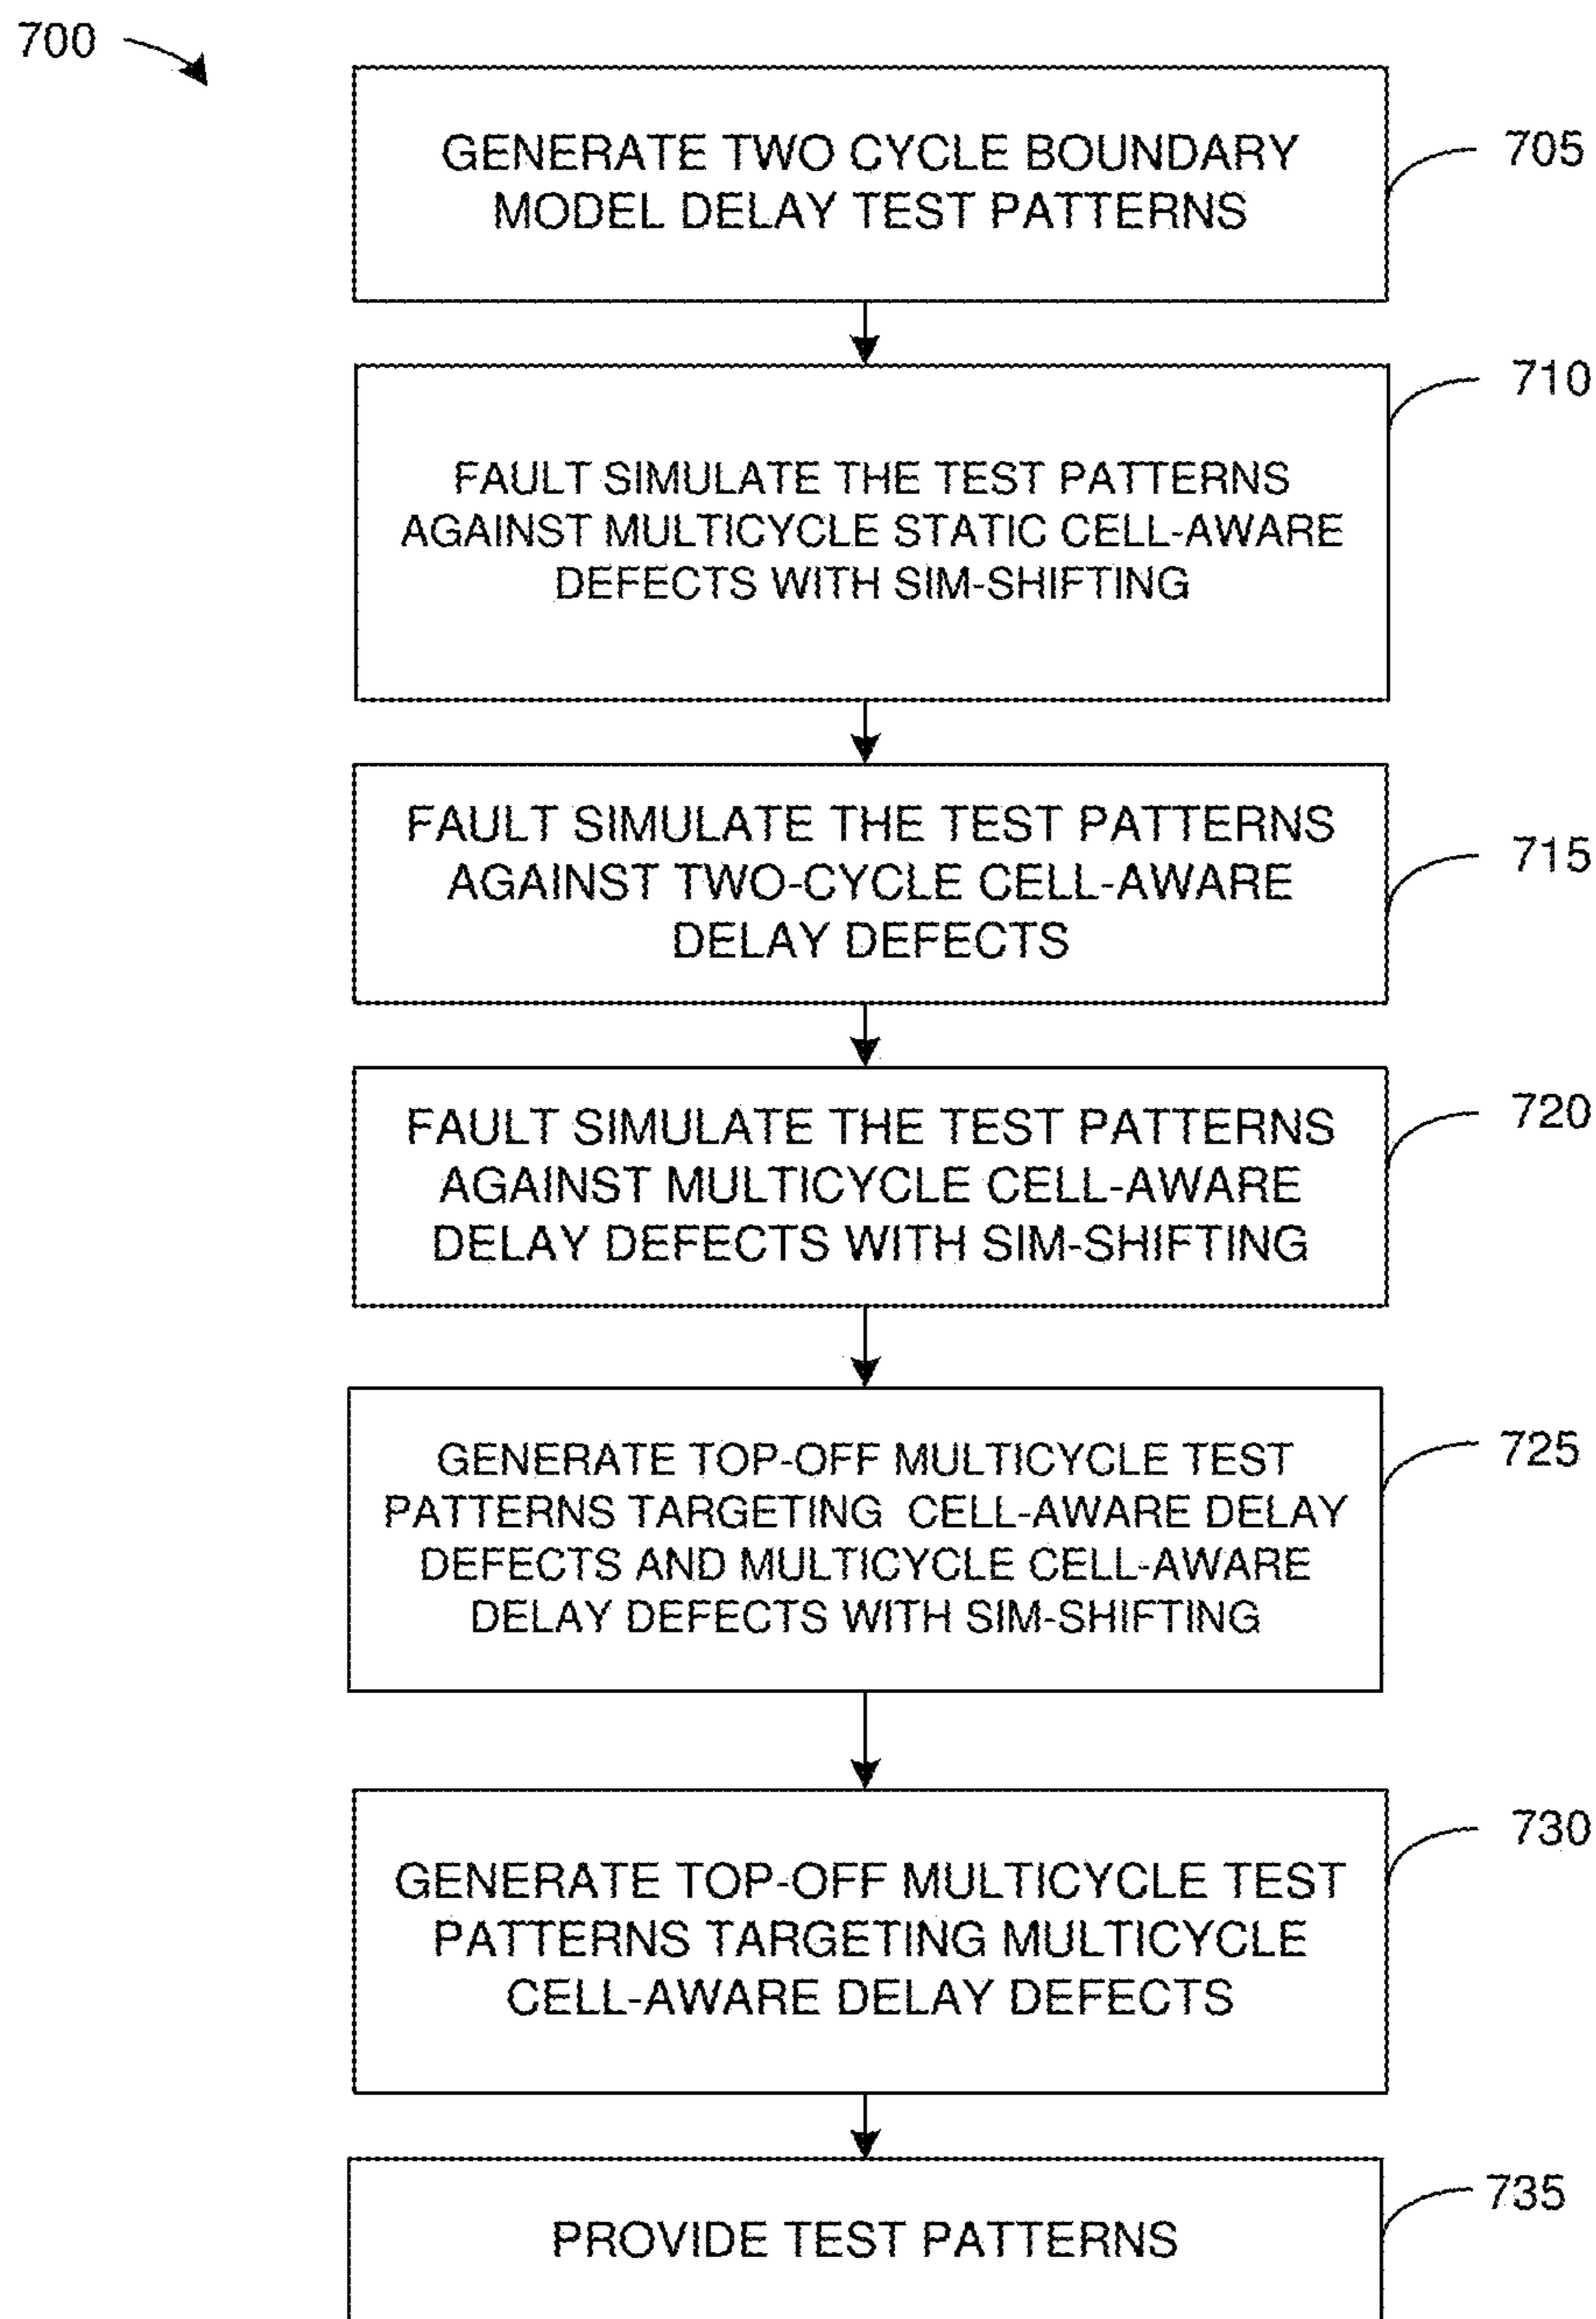 700
GENERATE TWO CYCLE BOUNDARY
MODEL DELAY TEST PATTERNS
705
FAULT SIMULATE THE TEST PATTERNS
AGAINST MULTICYCLE STATIC CELL-AWARE
DEFECTS WITH SIM-SHIFTING
710
FAULT SIMULATE THE TEST PATTERNS
AGAINST TWO-CYCLE CELL-AWARE
DELAY DEFECTS
715
FAULT SIMULATE THE TEST PATTERNS
AGAINST MULTICYCLE CELL-AWARE
DELAY DEFECTS WITH SIM-SHIFTING
720
GENERATE TOP-OFF MULTICYCLE TEST
PATTERNS TARGETING CELL-AWARE DELAY
DEFECTS AND MULTICYCLE CELL-AWARE
DELAY DEFECTS WITH SIM-SHIFTING
725
GENERATE TOP-OFF MULTICYCLE TEST
PATTERNS TARGETING MULTICYCLE
CELL-AWARE DELAY DEFECTS
730
PROVIDE TEST PATTERNS
735